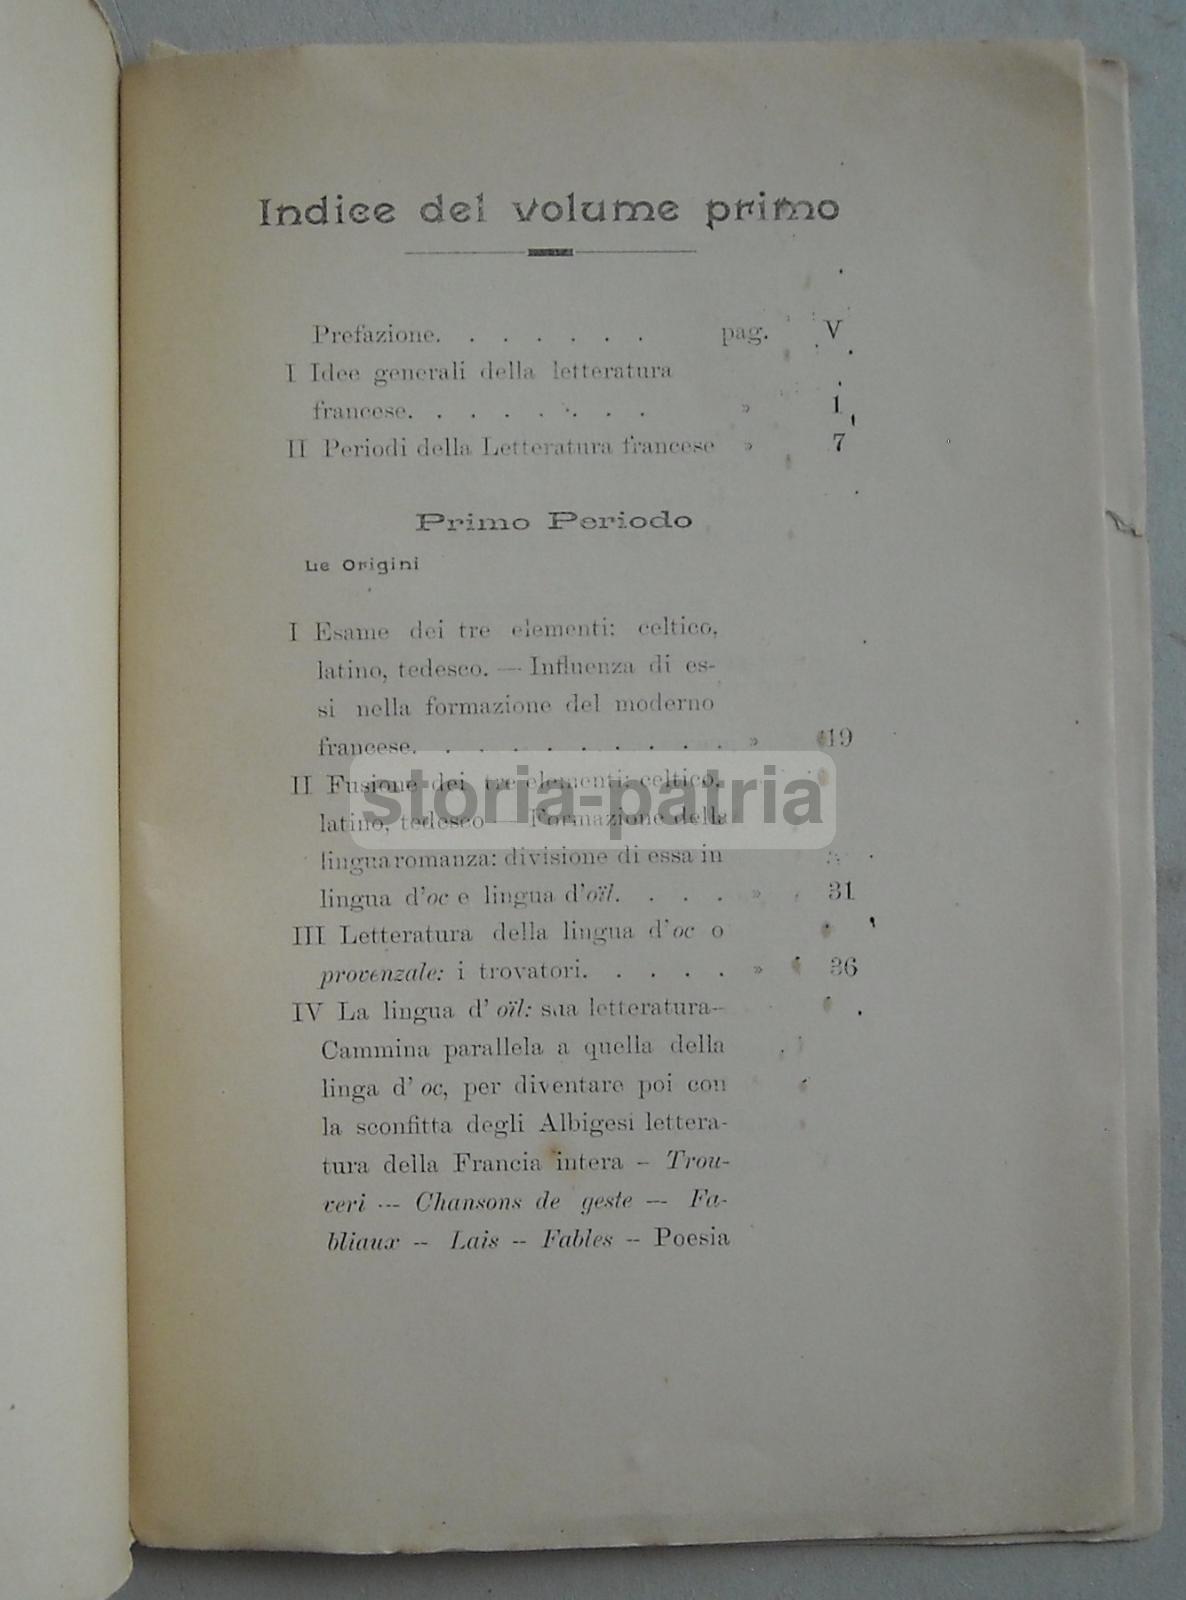 Indice del volume primo
Prefazione. . . . . . . pag. V
I Idee generali della letteratura
francese. . . . . . . . » 1
II Periodi della Letteratura francese » 7
Primo Periodo
Le Origini
I Esame dei tre elementi: celtico,
latino, tedesco. — Influenza di es-
si nella formazione del moderno
francese. . . . . . . . . . » 19
II Fusione dei tre elementi: celtico,
storia-patria
latino, tedesco — Formazione della
lingua romanza: divisione di essa in
lingua d'oc e lingua d'oïl. . . . . » 31
III Letteratura della lingua d'oc o
provenzale: i trovatori. . . . . . » 36
IV La lingua d' oïl: sua letteratura-
Cammina parallela a quella della
linga d' oc, per diventare poi con
la sconfitta degli Albigesi lettera-
tura della Francia intera - Trou-
veri --- Chansons de geste — Fa-
bliaux -- Lais -- Fables -- Poesia